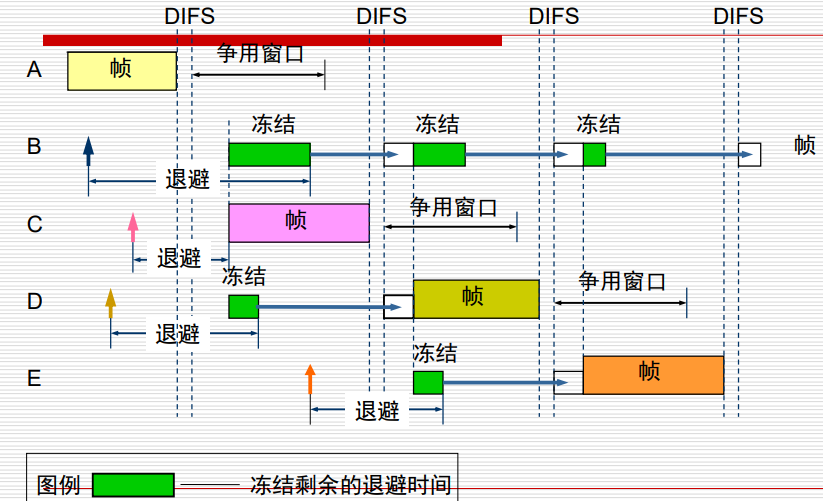 DIFS DIFS DIFS DIFS
A 帧 争用窗口
冻结 冻结 冻结
B 帧
退避
C 帧 争用窗口
退避
冻结
D 帧 争用窗口
退避
冻结
E 帧
退避
图例 冻结剩余的退避时间